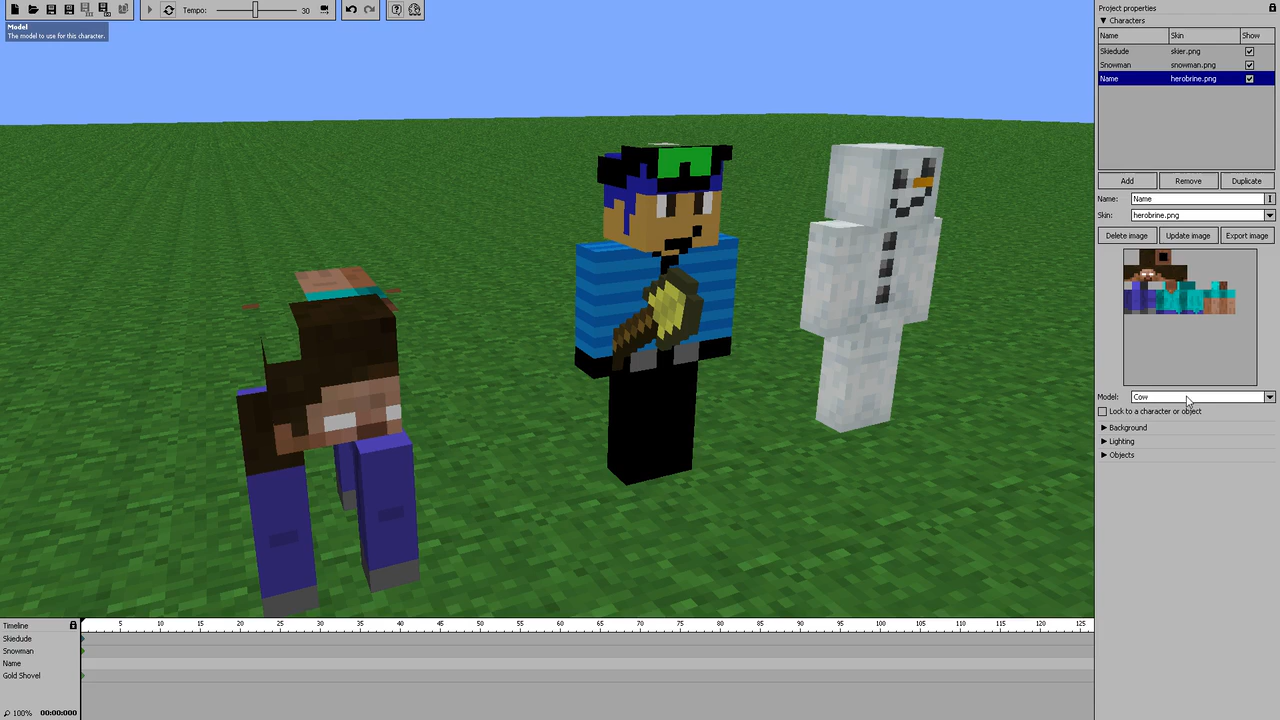 Tempo: 30
Model
The model to use for this character.
Project properties
Characters
Name Skin Show
Skiedude skier.png
Snowman snowman.png
Name herobrine.png
Add Remove Duplicate
Name: Name
Skin: herobrine.png
Delete image Update image Export image
Model: Cow
Lock to a character or object
Background
Lighting
Objects
Timeline
5 10 15 20 25 30 35 40 45 50 55 60 65 70 75 80 85 90 95 100 105 110 115 120 125
Skiedude
Snowman
Name
Gold Shovel
100% 00:00:000